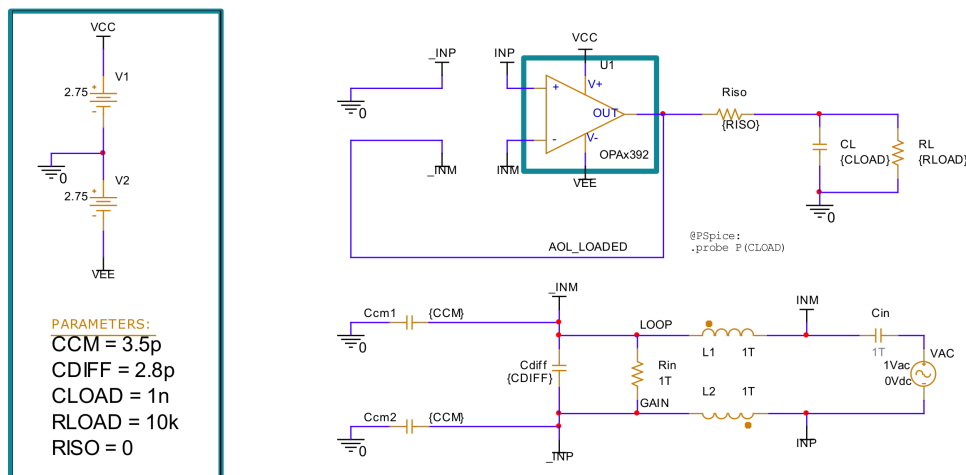 VCC
V1
2.75
+
-
0
V2
2.75
+
-
VEE
PARAMETERS:
CCM = 3.5p
CDIFF = 2.8p
CLOAD = 1n
RLOAD = 10k
RISO = 0
_INP
INP
VCC
U1
V+
+
OUT
-
V-
OPAx392
VEE
0
_INM
INM
Riso
{RISO}
CL
{CLOAD}
RL
{RLOAD}
0
AOL_LOADED
@PSpice:
.probe P(CLOAD)
_INM
INM
Ccm1
{CCM}
LOOP
Cin
1T
0
L1
1T
VAC
1Vac
0Vdc
Cdiff
{CDIFF}
Rin
1T
L2
1T
GAIN
Ccm2
{CCM}
0
_INP
INP